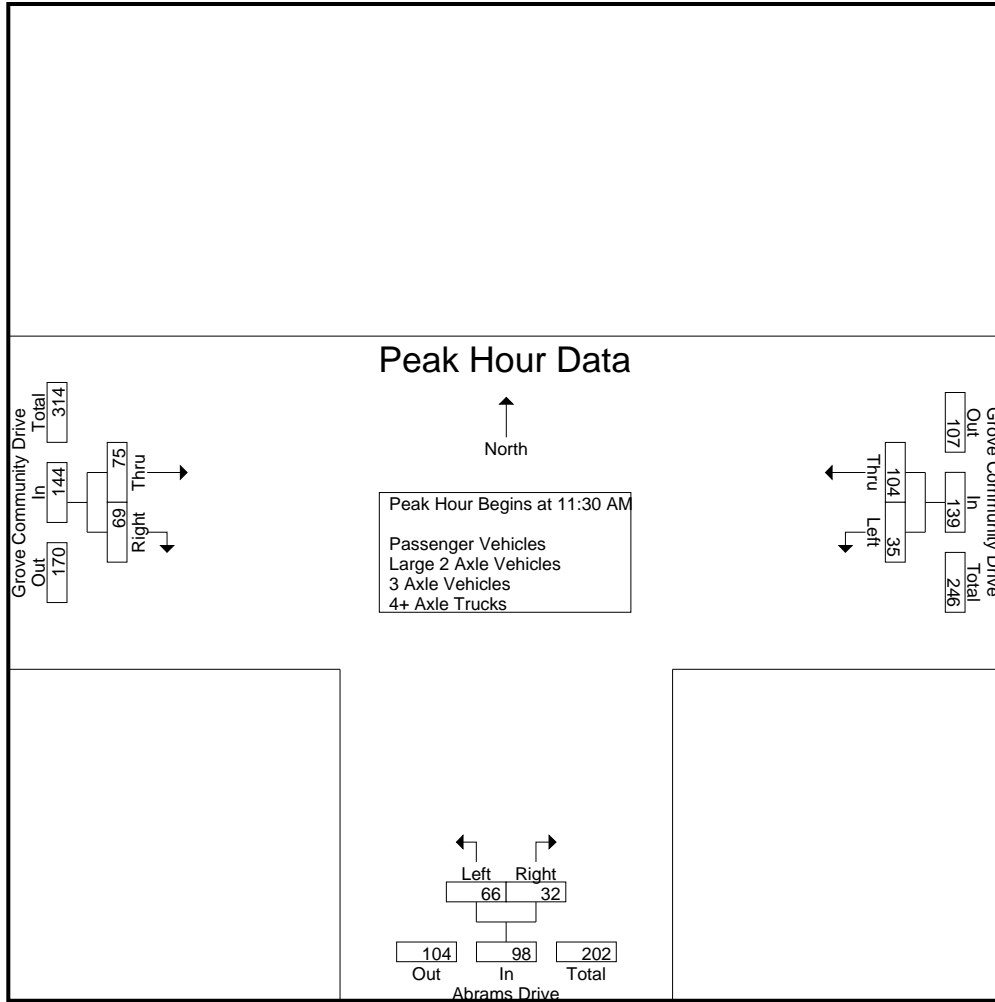 Peak Hour Data
North
Peak Hour Begins at 11:30 AM
Passenger Vehicles
Large 2 Axle Vehicles
3 Axle Vehicles
4+ Axle Trucks
Grove Community Drive
Out In Total
170 144 314
Right Thru
69 75
Grove Community Drive
Out In Total
107 139 246
Thru Left
104 35
Left Right
66 32
104 98 202
Out In Total
Abrams Drive